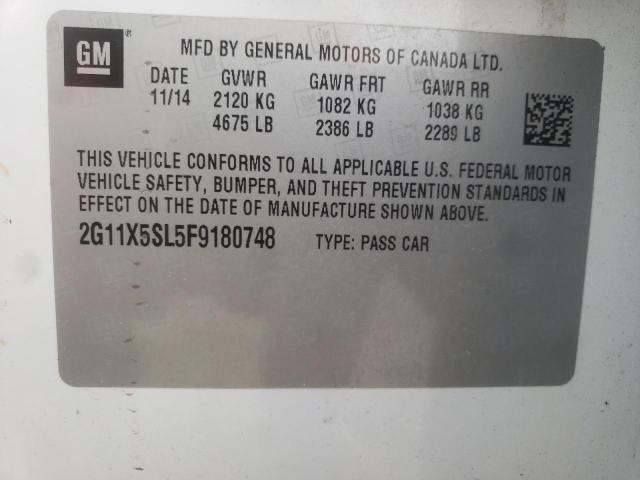 GM ®
MFD BY GENERAL MOTORS OF CANADA LTD.
DATE GVWR GAWR FRT GAWR RR
11/14 2120 KG 1082 KG 1038 KG
4675 LB 2386 LB 2289 LB
THIS VEHICLE CONFORMS TO ALL APPLICABLE U.S. FEDERAL MOTOR
VEHICLE SAFETY, BUMPER, AND THEFT PREVENTION STANDARDS IN
EFFECT ON THE DATE OF MANUFACTURE SHOWN ABOVE.
2G11X5SL5F9180748 TYPE: PASS CAR